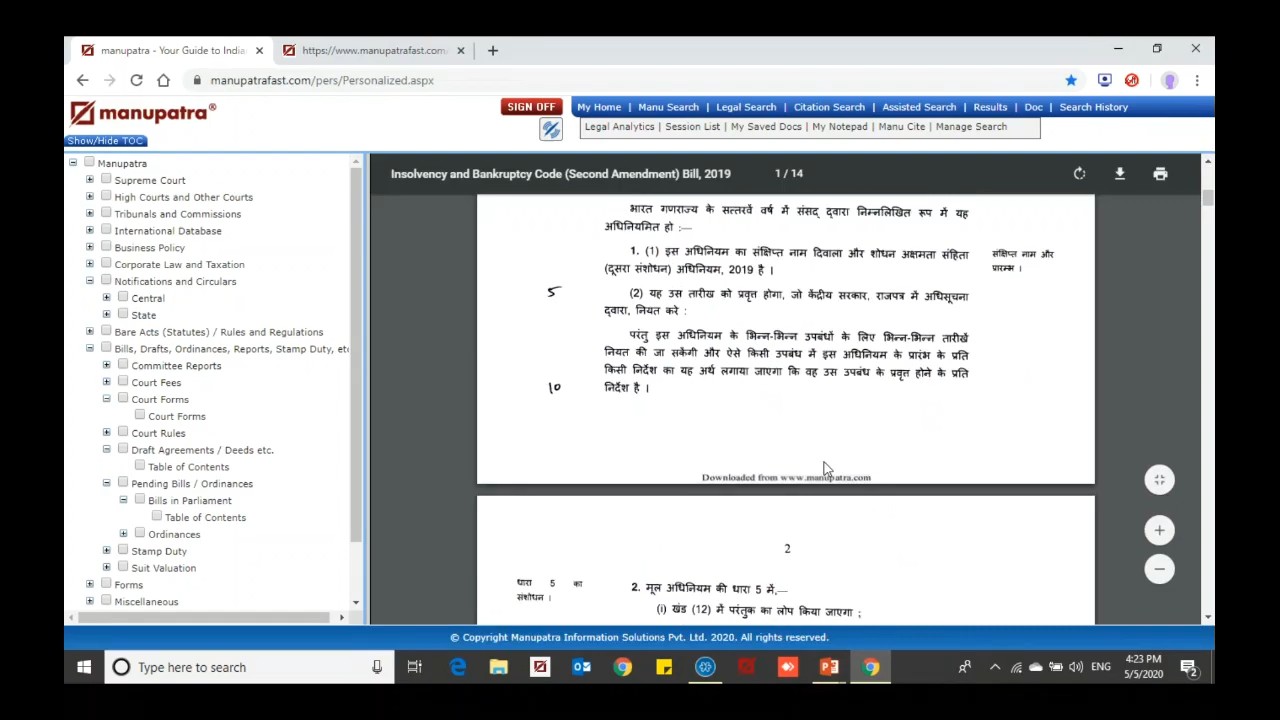 manupatra - Your Guide to India
https://www.manupatrafast.com
manupatrafast.com/pers/Personalized.aspx
manupatra®
SIGN OFF
My Home | Manu Search | Legal Search | Citation Search | Assisted Search | Results | Doc | Search History
Legal Analytics | Session List | My Saved Docs | My Notepad | Manu Cite | Manage Search
Show/Hide TOC
Manupatra
Supreme Court
High Courts and Other Courts
Tribunals and Commissions
International Database
Business Policy
Corporate Law and Taxation
Notifications and Circulars
Central
State
Bare Acts (Statutes) / Rules and Regulations
Bills, Drafts, Ordinances, Reports, Stamp Duty, etc
Committee Reports
Court Fees
Court Forms
Court Forms
Court Rules
Draft Agreements / Deeds etc.
Table of Contents
Pending Bills / Ordinances
Bills in Parliament
Table of Contents
Ordinances
Stamp Duty
Suit Valuation
Forms
Miscellaneous
Insolvency and Bankruptcy Code (Second Amendment) Bill, 2019 1 / 14
भारत गणराज्य के सत्तरवें वर्ष में संसद् द्वारा निम्नलिखित रूप में यह
अधिनियमित हो :—
1. (1) इस अधिनियम का संक्षिप्त नाम दिवाला और शोधन अक्षमता संहिता
(दूसरा संशोधन) अधिनियम, 2019 है ।
संक्षिप्त नाम और
प्रारम्भ ।
5 (2) यह उस तारीख को प्रवृत्त होगा, जो केंद्रीय सरकार, राजपत्र में अधिसूचना
द्वारा, नियत करे :
परंतु इस अधिनियम के भिन्न-भिन्न उपबंधों के लिए भिन्न-भिन्न तारीखें
नियत की जा सकेंगी और ऐसे किसी उपबंध में इस अधिनियम के प्रारंभ के प्रति
किसी निर्देश का यह अर्थ लगाया जाएगा कि वह उस उपबंध के प्रवृत्त होने के प्रति
10 निर्देश है ।
Downloaded from www.manupatra.com
2
धारा 5 का
संशोधन ।
2. मूल अधिनियम की धारा 5 में,—
(i) खंड (12) में परंतुक का लोप किया जाएगा ;
© Copyright Manupatra Information Solutions Pvt. Ltd. 2020. All rights reserved.
Type here to search
ENG
4:23 PM
5/5/2020
2